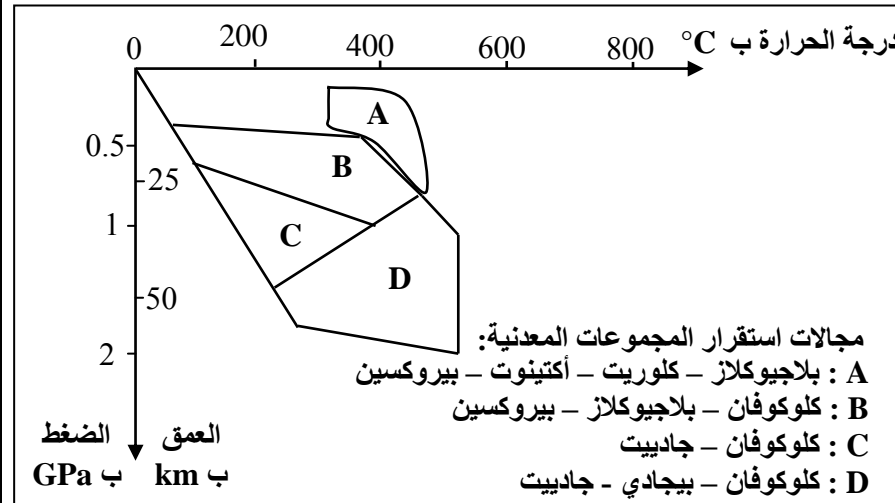 درجة الحرارة ب °C
0 200 400 600 800
A
0.5
B
25
1
C
D
50
مجالات استقرار المجموعات المعدنية:
2
A : بلاجيوكلاز – كلوريت – أكتينوت – بيروكسين
B : كلوكوفان – بلاجيوكلاز – بيروكسين
C : كلوكوفان – جادييت
D : كلوكوفان – بيجادي - جادييت
العمق
ب km
الضغط
ب GPa